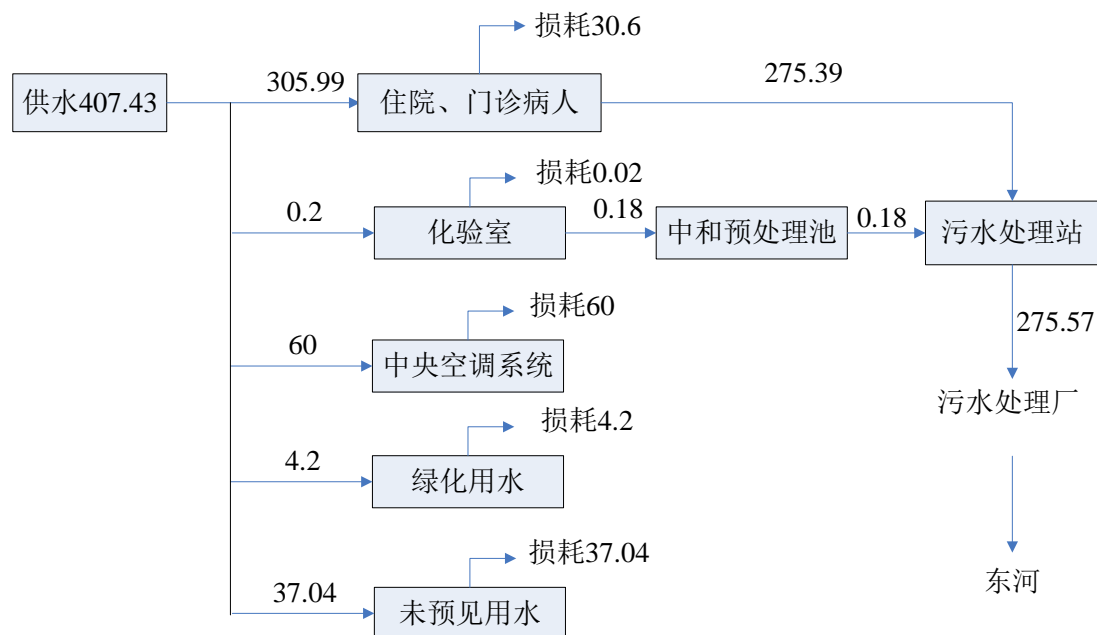 损耗30.6
供水407.43
305.99
住院、门诊病人
275.39
损耗0.02
0.2
化验室
0.18
中和预处理池
0.18
污水处理站
损耗60
60
中央空调系统
275.57
污水处理厂
损耗4.2
4.2
绿化用水
损耗37.04
37.04
未预见用水
东河